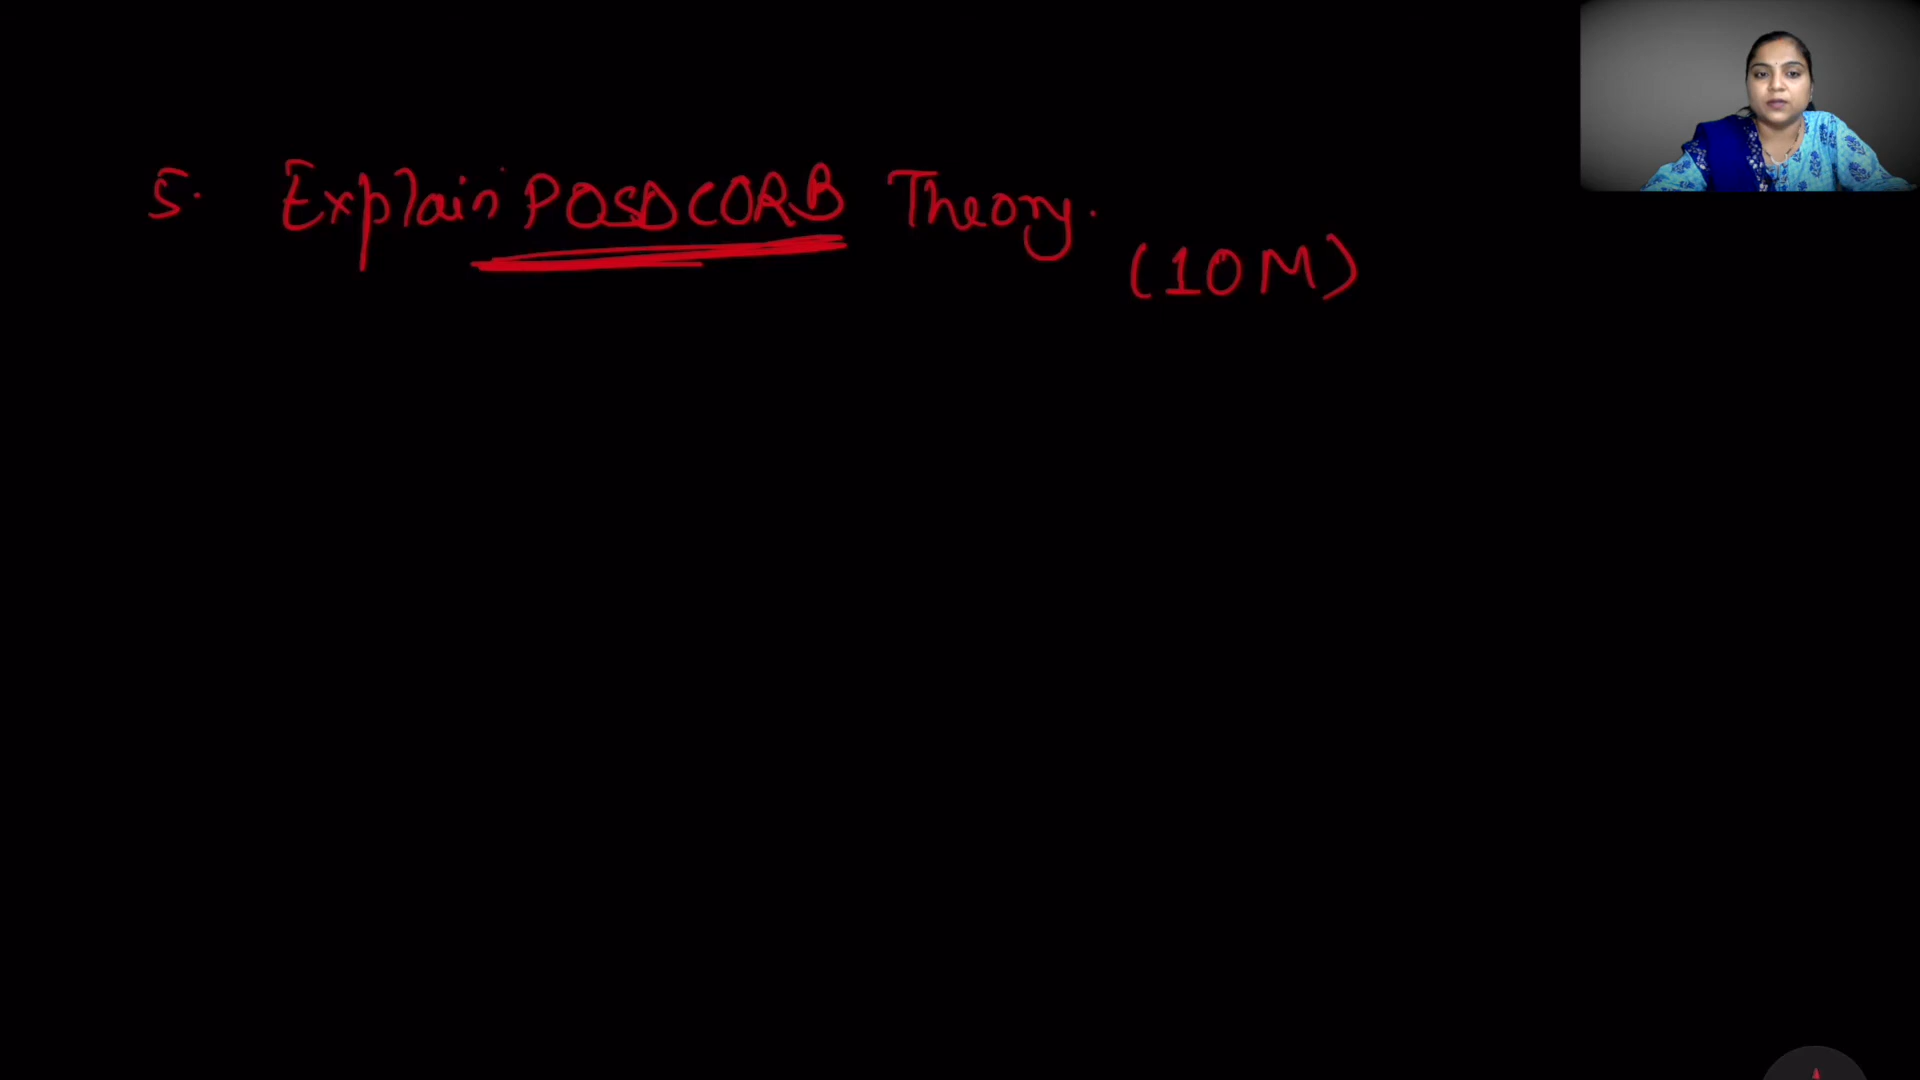 5. Explain POSDCORB Theory.
(10M)